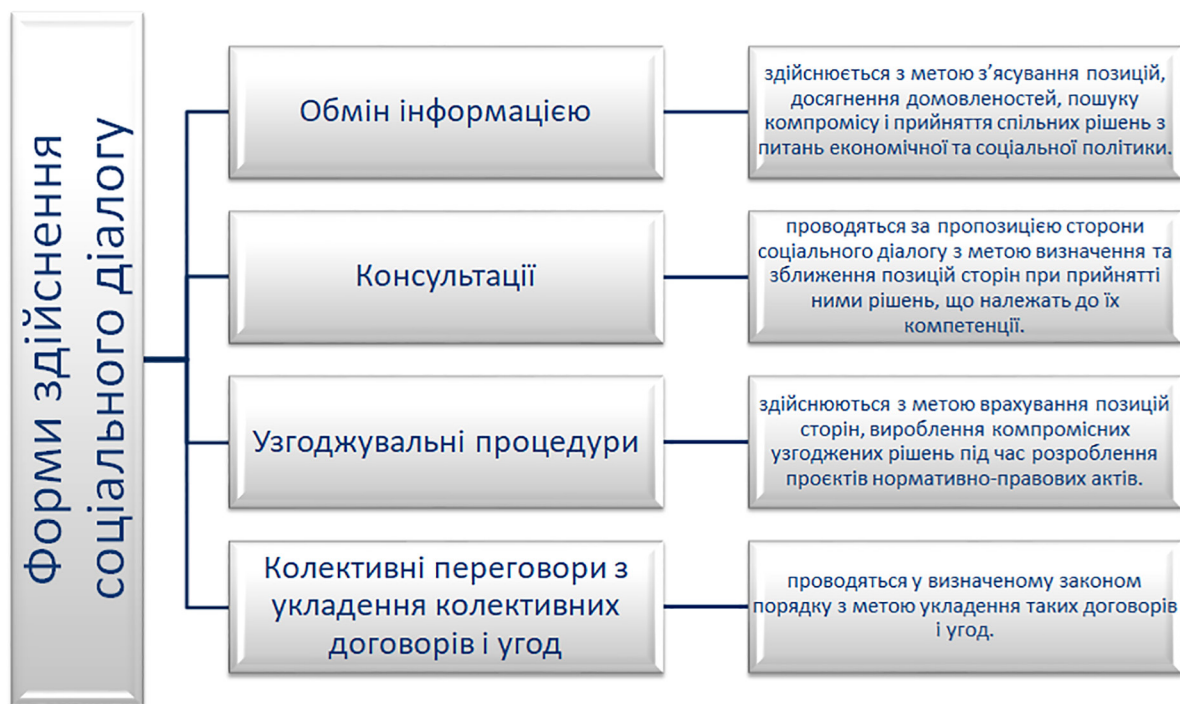 Форми здійснення
соціального діалогу
Обмін інформацією
здійснюється з метою з’ясування позицій,
досягнення домовленостей, пошуку
компромісу і прийняття спільних рішень з
питань економічної та соціальної політики.
Консультації
проводяться за пропозицією сторони
соціального діалогу з метою визначення та
зближення позицій сторін при прийнятті
ними рішень, що належать до їх
компетенції.
Узгоджувальні процедури
здійснюються з метою врахування позицій
сторін, вироблення компромісних
узгоджених рішень під час розроблення
проєктів нормативно-правових актів.
Колективні переговори з
укладення колективних
договорів і угод
проводяться у визначеному законом
порядку з метою укладення таких договорів
і угод.